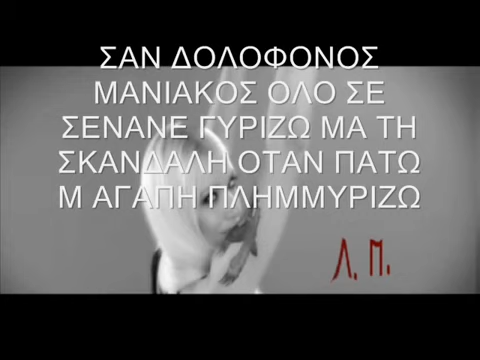 ΣΑΝ ΔΟΛΟΦΟΝΟΣ
ΜΑΝΙΑΚΟΣ ΟΛΟ ΣΕ
ΣΕΝΑΝΕ ΓΥΡΙΖΩ ΜΑ ΤΗ
ΣΚΑΝΔΑΛΗ ΟΤΑΝ ΠΑΤΩ
Μ ΑΓΑΠΗ ΠΛΗΜΜΥΡΙΖΩ
Λ. Π.